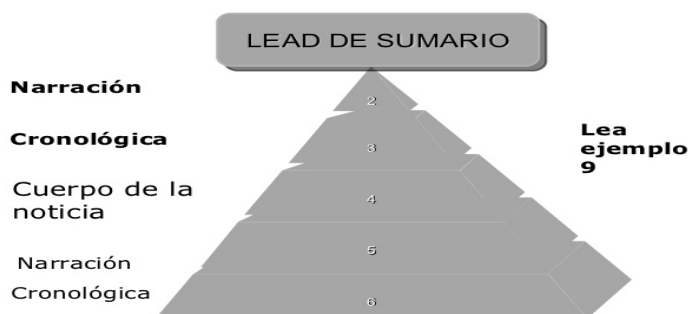 LEAD DE SUMARIO
Narración
2
Cronológica
3
Lea
ejemplo
9
Cuerpo de la
noticia
4
5
Narración
Cronológica
6